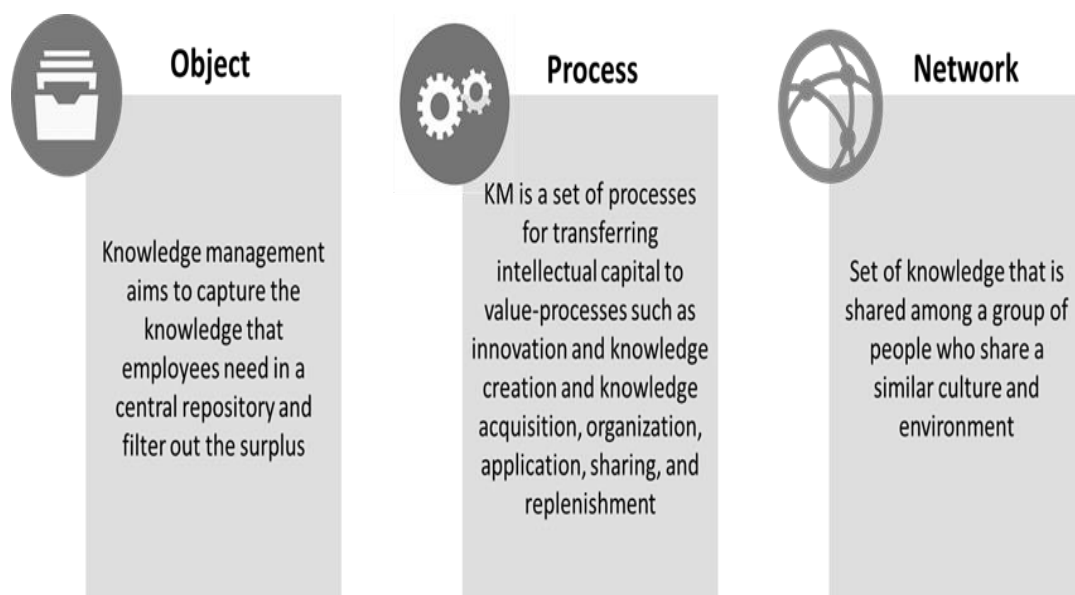 Object
Knowledge management
aims to capture the
knowledge that
employees need in a
central repository and
filter out the surplus
Process
KM is a set of processes
for transferring
intellectual capital to
value-processes such as
innovation and knowledge
creation and knowledge
acquisition, organization,
application, sharing, and
replenishment
Network
Set of knowledge that is
shared among a group of
people who share a
similar culture and
environment